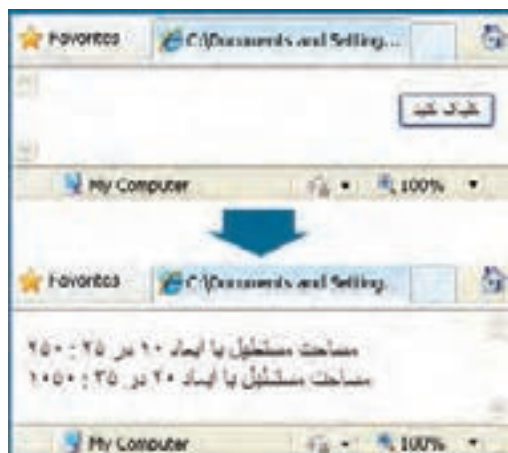 Favorites C:\Documents and Setting...
کلیک کنید
My Computer 100%
Favorites C:\Documents and Setting...
مساحت مستطیل با ابعاد ۱۰ در ۲۵ : ۲۵۰
مساحت مستطیل با ابعاد ۳۰ در ۳۵ : ۱۰۵۰
My Computer 100%